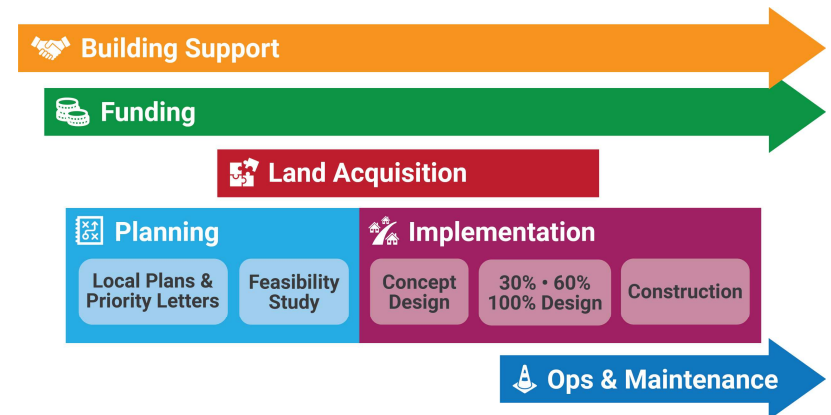 Building Support
Funding
Land Acquisition
Planning
Local Plans &
Priority Letters
Feasibility
Study
Implementation
Concept
Design
30% • 60%
100% Design
Construction
Ops & Maintenance